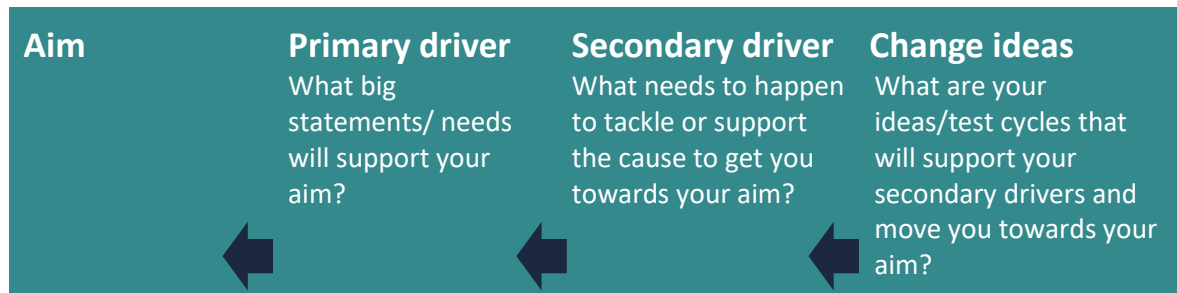 Aim
Primary driver
What big
statements/ needs
will support your
aim?
Secondary driver
What needs to happen
to tackle or support
the cause to get you
towards your aim?
Change ideas
What are your
ideas/test cycles that
will support your
secondary drivers and
move you towards your
aim?